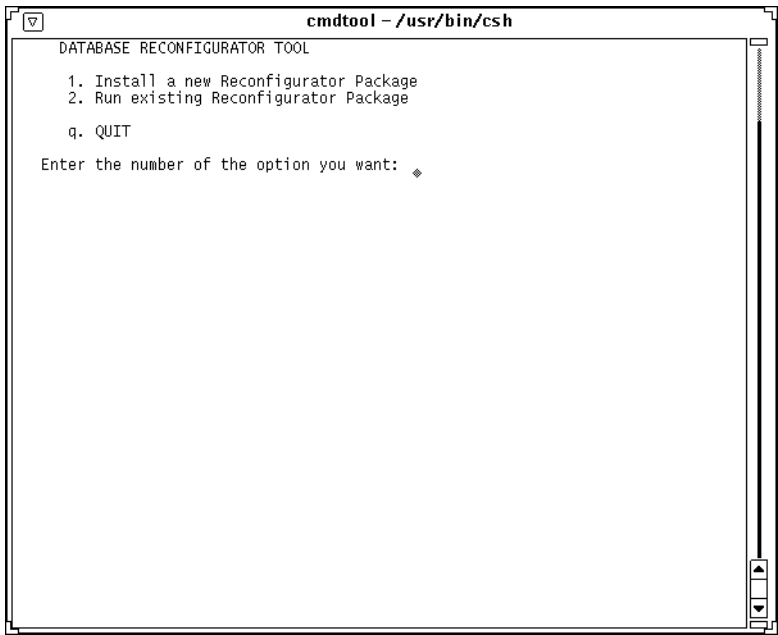 cmdtool – /usr/bin/csh
DATABASE RECONFIGURATOR TOOL
1. Install a new Reconfigurator Package
2. Run existing Reconfigurator Package
q. QUIT
Enter the number of the option you want: